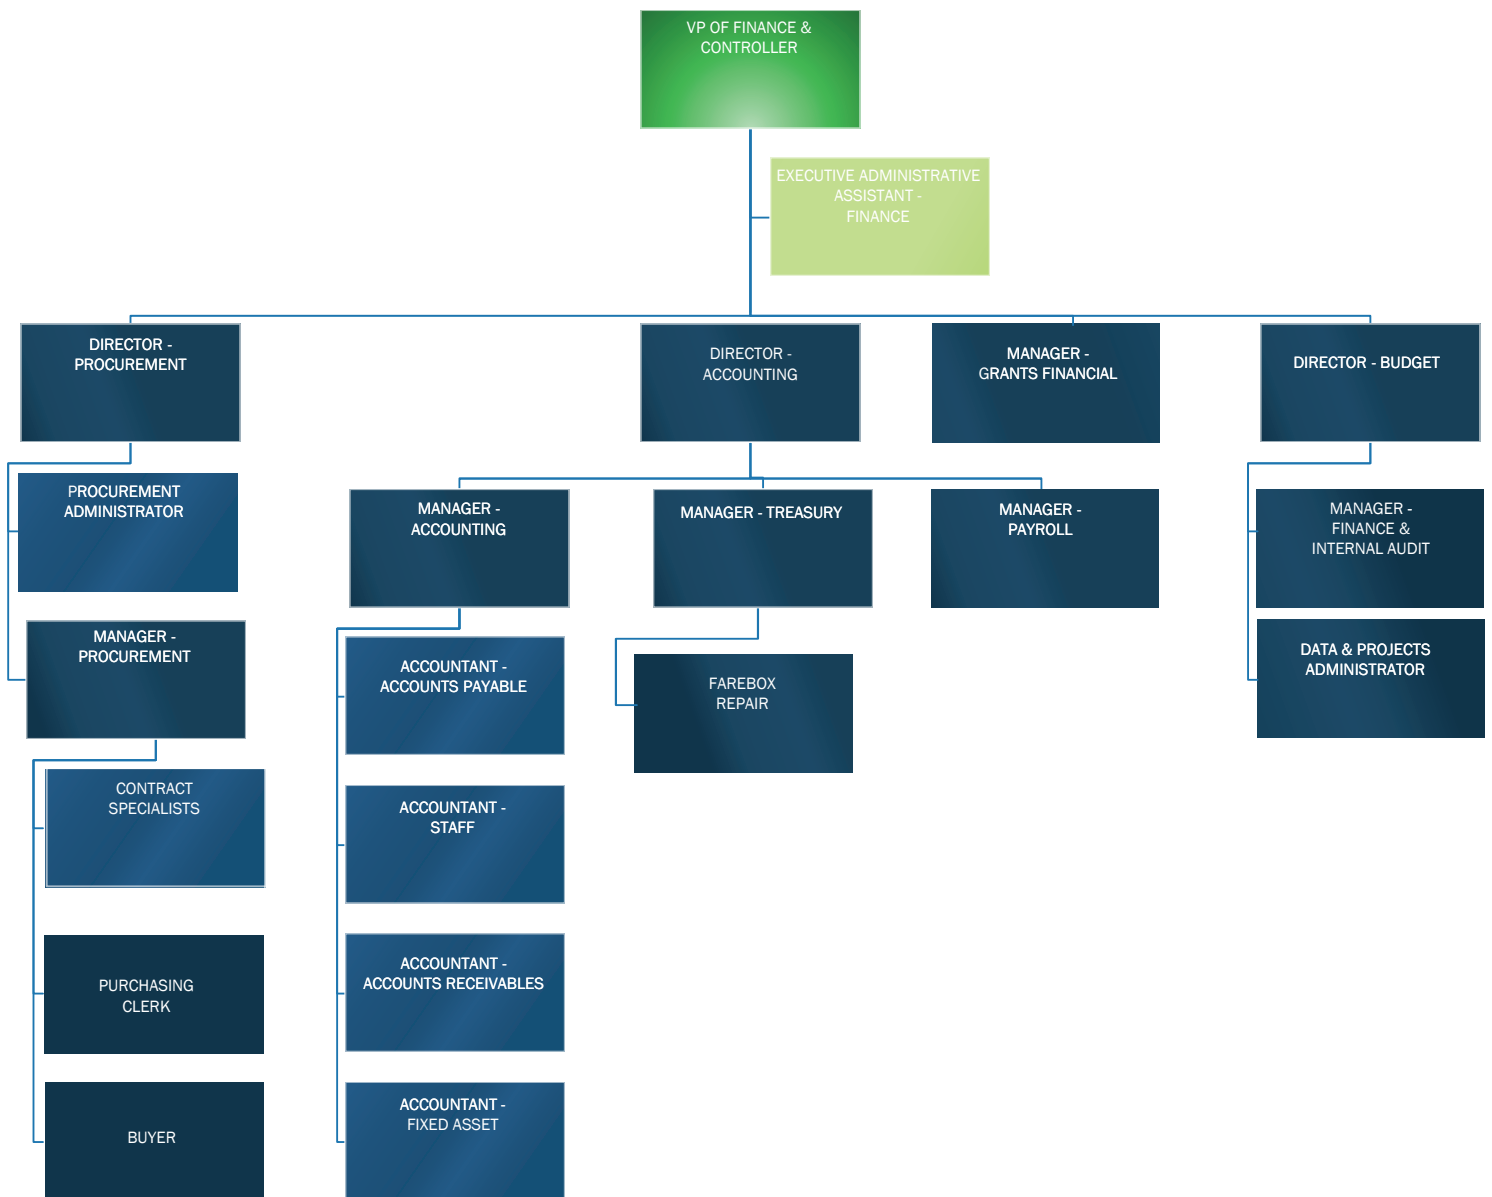 VP OF FINANCE &
CONTROLLER
EXECUTIVE ADMINISTRATIVE
ASSISTANT -
FINANCE
DIRECTOR -
PROCUREMENT
DIRECTOR -
ACCOUNTING
MANAGER -
GRANTS FINANCIAL
DIRECTOR - BUDGET
PROCUREMENT
ADMINISTRATOR
MANAGER -
ACCOUNTING
MANAGER - TREASURY
MANAGER -
PAYROLL
MANAGER -
FINANCE &
INTERNAL AUDIT
MANAGER -
PROCUREMENT
ACCOUNTANT -
ACCOUNTS PAYABLE
FAREBOX
REPAIR
DATA & PROJECTS
ADMINISTRATOR
CONTRACT
SPECIALISTS
ACCOUNTANT -
STAFF
PURCHASING
CLERK
ACCOUNTANT -
ACCOUNTS RECEIVABLES
BUYER
ACCOUNTANT -
FIXED ASSET